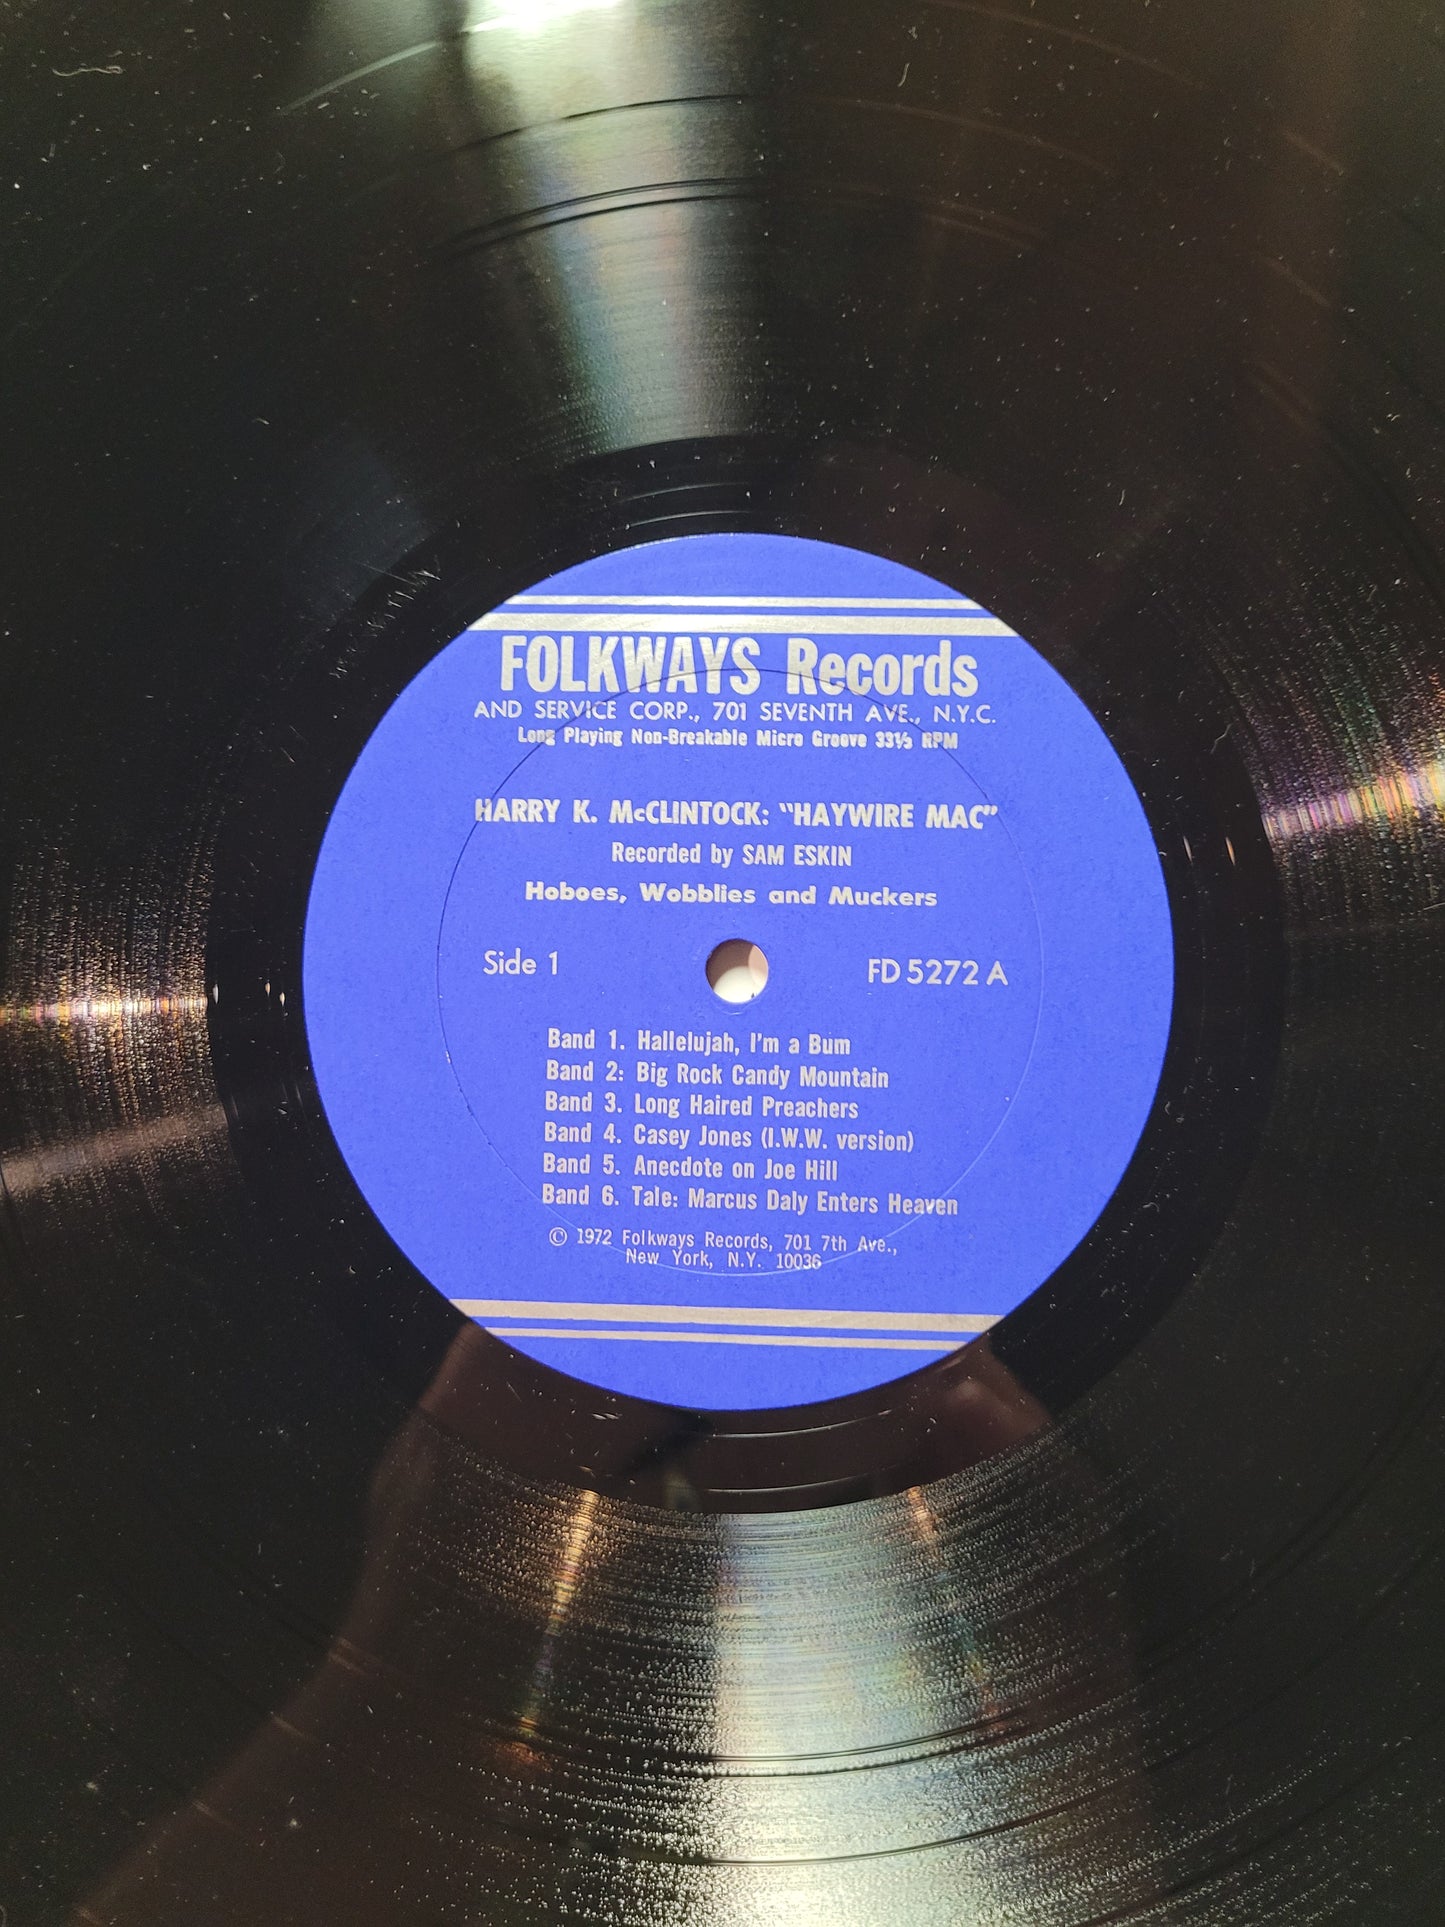 FOLKWAYS Records
AND SERVICE CORP., 701 SEVENTH AVE., N.Y.C.
Long Playing Non-Breakable Micro Groove 33⅓ RPM
HARRY K. McCLINTOCK: "HAYWIRE MAC"
Recorded by SAM ESKIN
Hoboes, Wobblies and Muckers
Side 1 FD 5272 A
Band 1. Hallelujah, I'm a Bum
Band 2: Big Rock Candy Mountain
Band 3. Long Haired Preachers
Band 4. Casey Jones (I.W.W. version)
Band 5. Anecdote on Joe Hill
Band 6. Tale: Marcus Daly Enters Heaven
© 1972 Folkways Records, 701 7th Ave.,
New York, N.Y. 10036